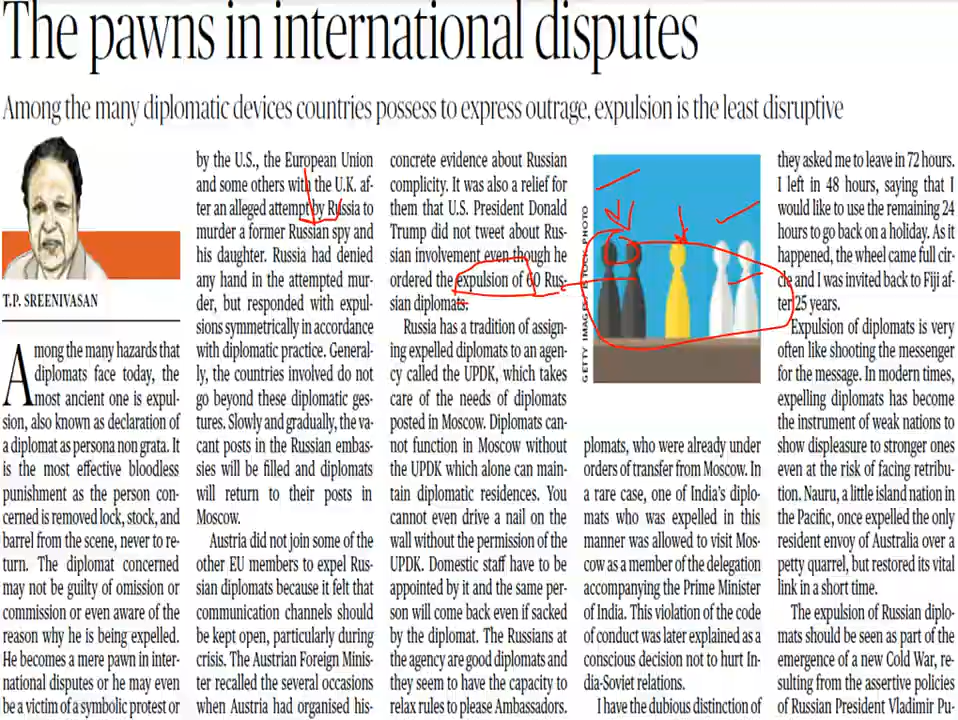 The pawns in international disputes
Among the many diplomatic devices countries possess to express outrage, expulsion is the least disruptive
T.P. SREENIVASAN
Among the many hazards that
diplomats face today, the
most ancient one is expul-
sion, also known as declaration of
a diplomat as persona non grata. It
is the most effective bloodless
punishment as the person con-
cerned is removed lock, stock, and
barrel from the scene, never to re-
turn. The diplomat concerned
may not be guilty of omission or
commission or even aware of the
reason why he is being expelled.
He becomes a mere pawn in inter-
national disputes or he may even
be a victim of a symbolic protest or
by the U.S., the European Union
and some others with the U.K. af-
ter an alleged attempt by Russia to
murder a former Russian spy and
his daughter. Russia had denied
any hand in the attempted mur-
der, but responded with expul-
sions symmetrically in accordance
with diplomatic practice. General-
ly, the countries involved do not
go beyond these diplomatic ges-
tures. Slowly and gradually, the va-
cant posts in the Russian embas-
sies will be filled and diplomats
will return to their posts in
Moscow.
Austria did not join some of the
other EU members to expel Rus-
sian diplomats because it felt that
communication channels should
be kept open, particularly during
crisis. The Austrian Foreign Minis-
ter recalled the several occasions
when Austria had organised his-
concrete evidence about Russian
complicity. It was also a relief for
them that U.S. President Donald
Trump did not tweet about Rus-
sian involvement even though he
ordered the expulsion of 60 Rus-
sian diplomats.
Russia has a tradition of assign-
ing expelled diplomats to an agen-
cy called the UPDK, which takes
care of the needs of diplomats
posted in Moscow. Diplomats can-
not function in Moscow without
the UPDK which alone can main-
tain diplomatic residences. You
cannot even drive a nail on the
wall without the permission of the
UPDK. Domestic staff have to be
appointed by it and the same per-
son will come back even if sacked
by the diplomat. The Russians at
the agency are good diplomats and
they seem to have the capacity to
relax rules to please Ambassadors.
GETTY IMAGES/ISTOCK PHOTO
plomats, who were already under
orders of transfer from Moscow. In
a rare case, one of India's diplo-
mats who was expelled in this
manner was allowed to visit Mos-
cow as a member of the delegation
accompanying the Prime Minister
of India. This violation of the code
of conduct was later explained as a
conscious decision not to hurt In-
dia-Soviet relations.
I have the dubious distinction of
they asked me to leave in 72 hours.
I left in 48 hours, saying that I
would like to use the remaining 24
hours to go back on a holiday. As it
happened, the wheel came full cir-
cle and I was invited back to Fiji af-
ter 25 years.
Expulsion of diplomats is very
often like shooting the messenger
for the message. In modern times,
expelling diplomats has become
the instrument of weak nations to
show displeasure to stronger ones
even at the risk of facing retribu-
tion. Nauru, a little island nation in
the Pacific, once expelled the only
resident envoy of Australia over a
petty quarrel, but restored its vital
link in a short time.
The expulsion of Russian diplo-
mats should be seen as part of the
emergence of a new Cold War, re-
sulting from the assertive policies
of Russian President Vladimir Pu-